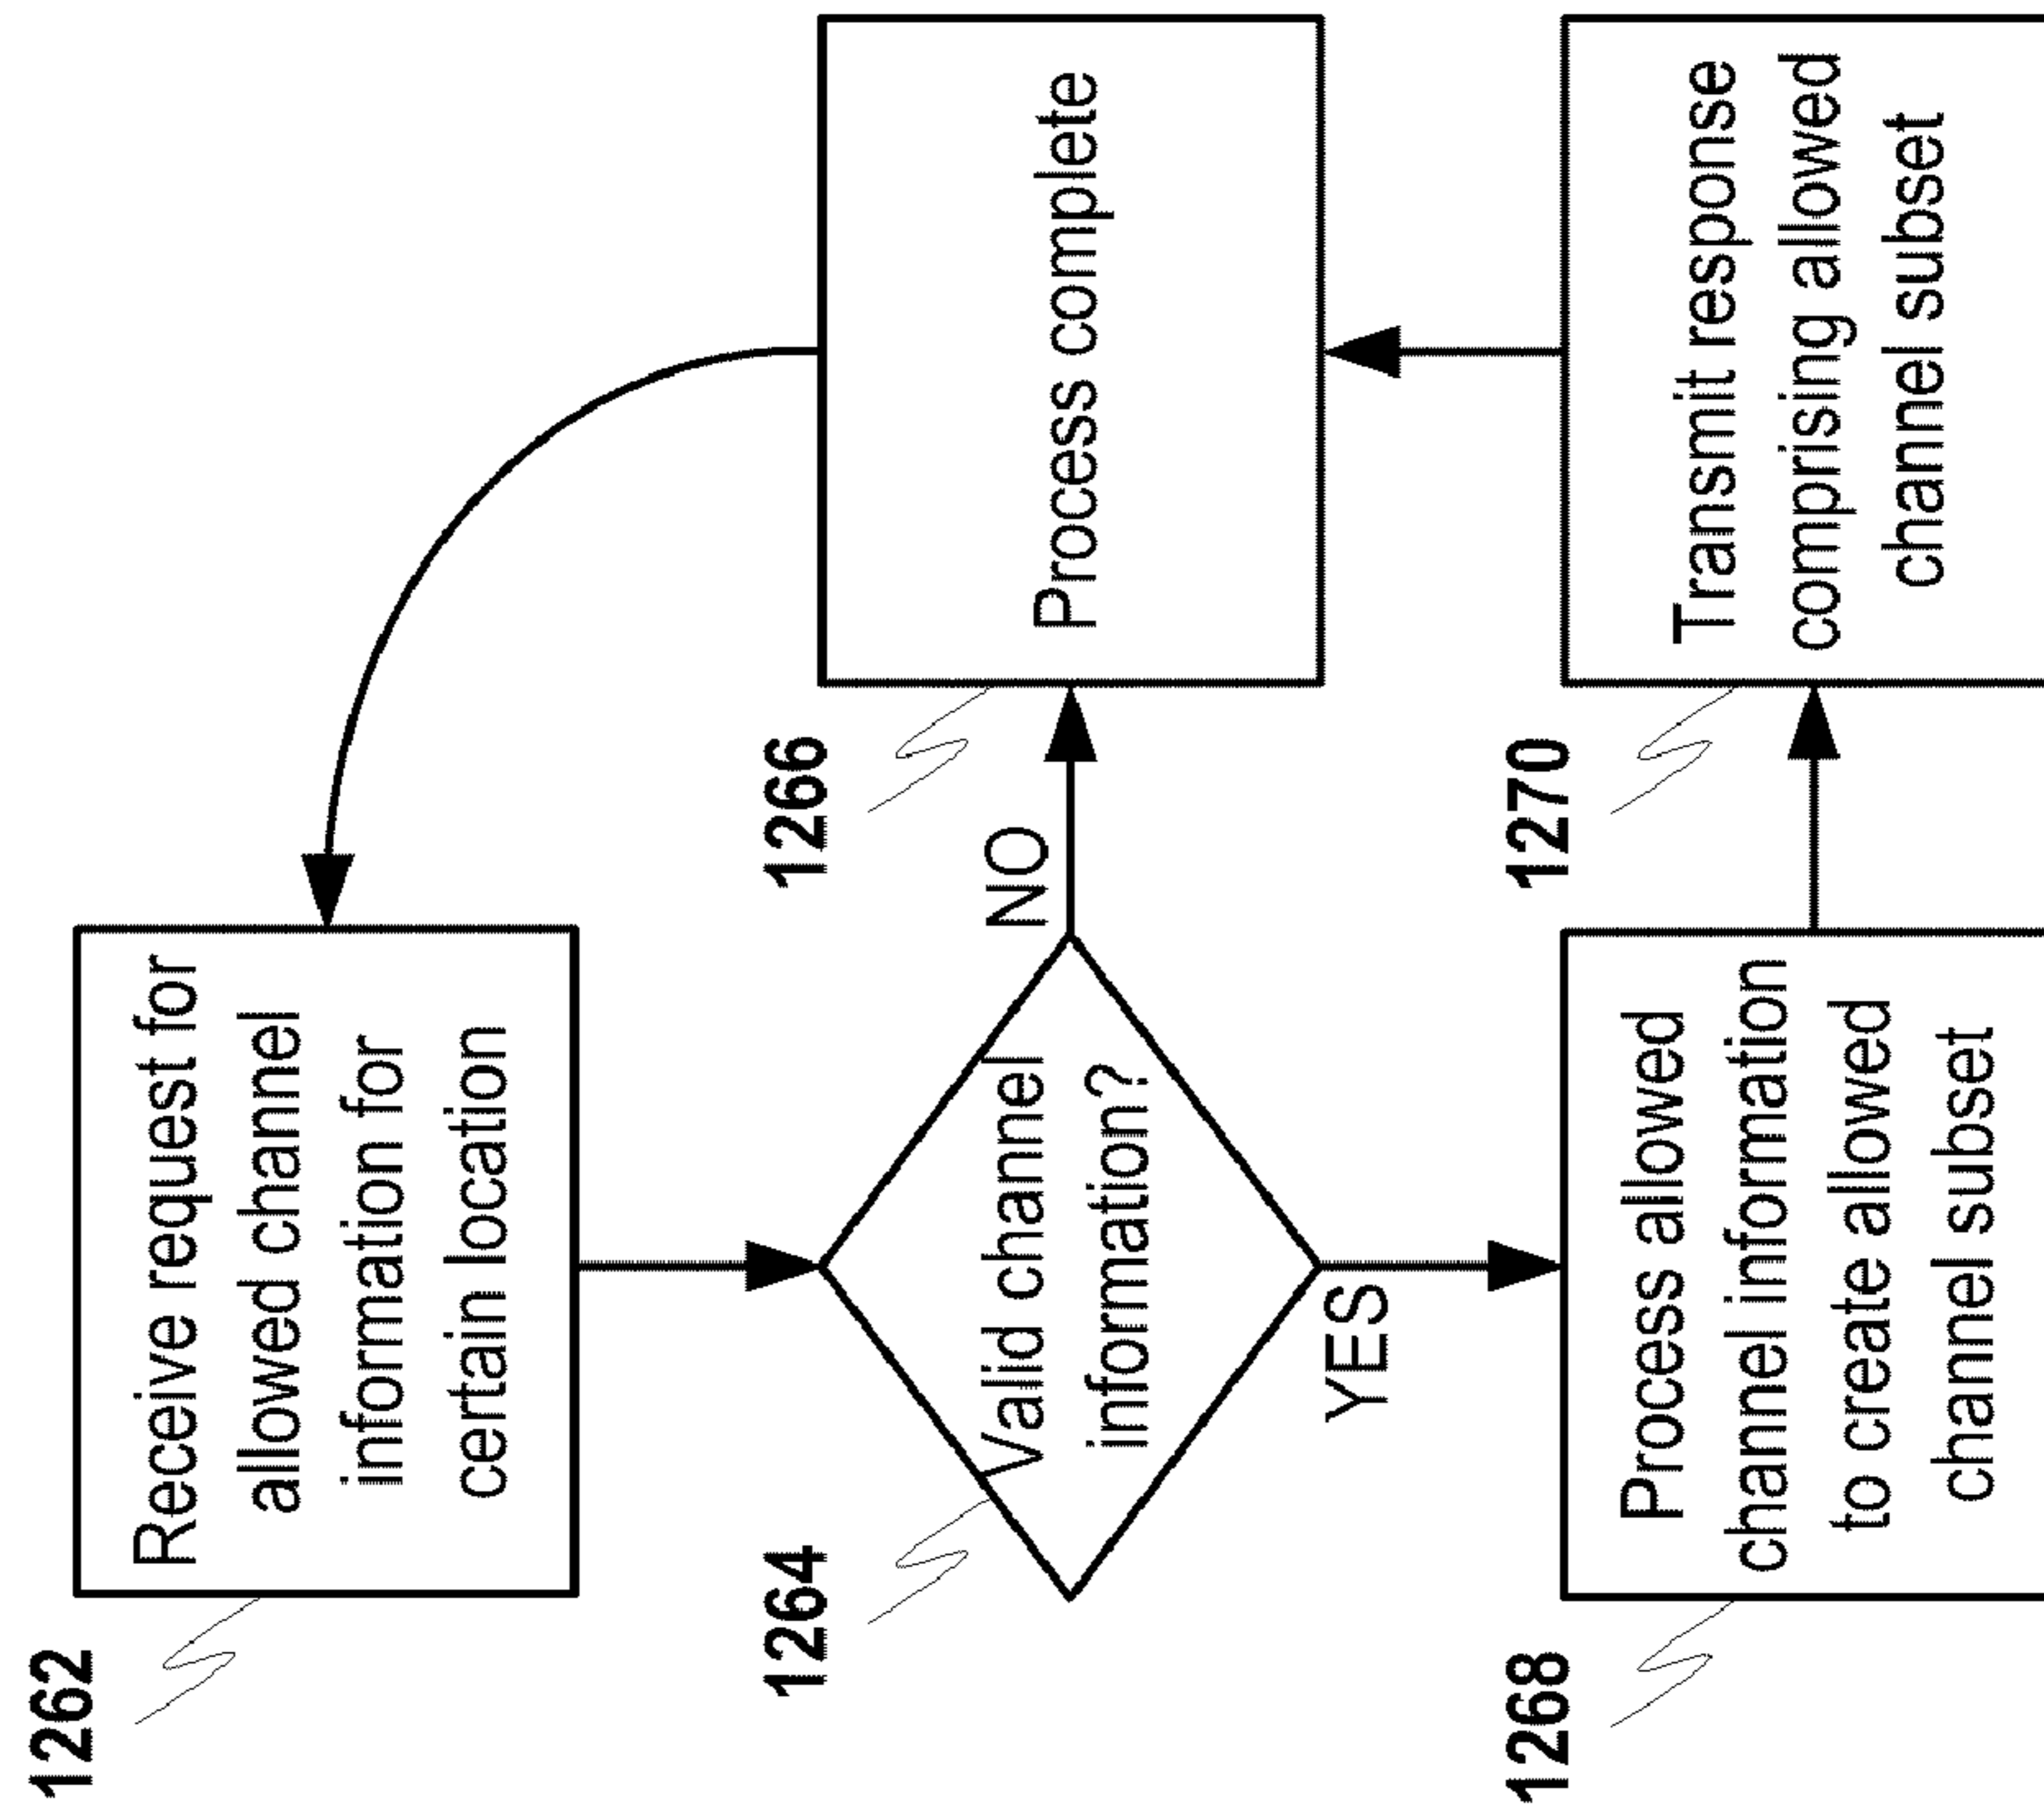 1262
Receive request for
allowed channel
information for
certain location
1264
Valid channel
information?
NO
YES
1266
Process complete
1268
Process allowed
channel information
to create allowed
channel subset
1270
Transmit response
comprising allowed
channel subset